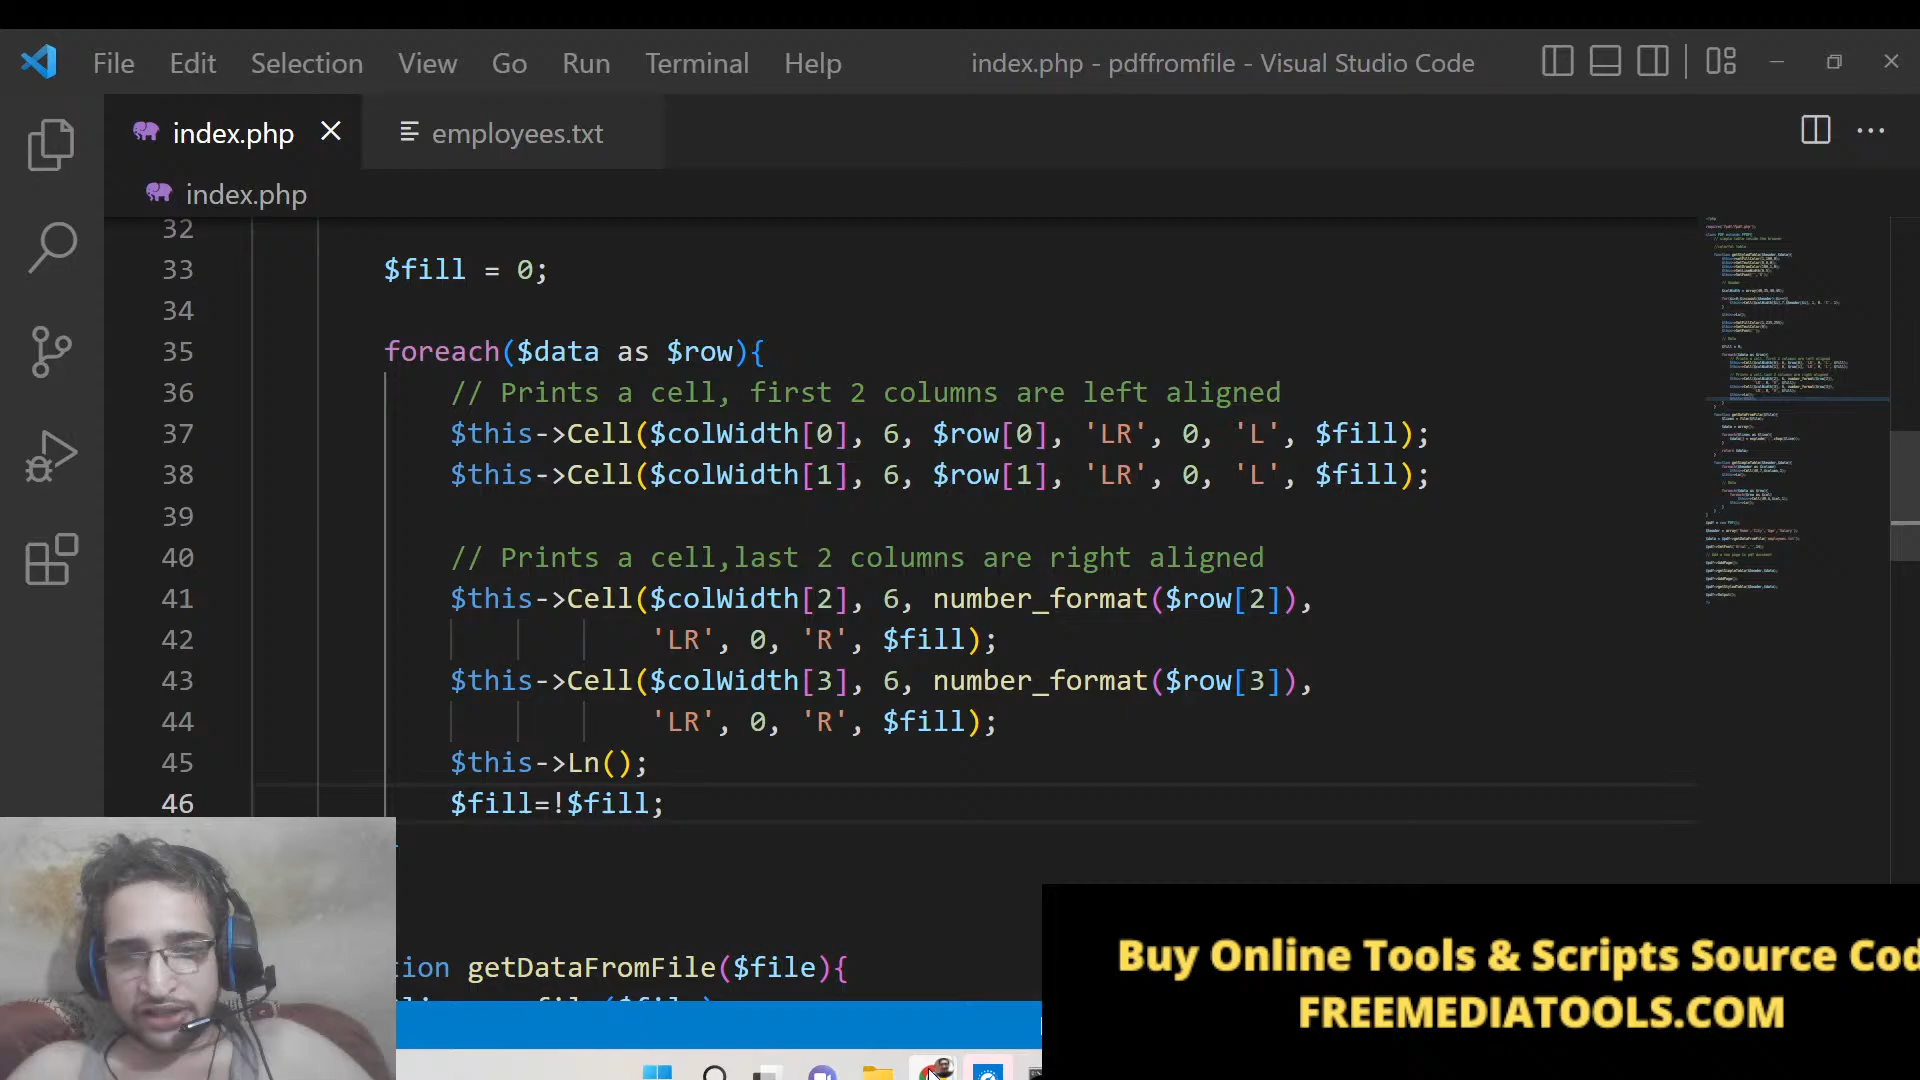 File Edit Selection View Go Run Terminal Help index.php - pdffromfile - Visual Studio Code
index.php employees.txt
index.php
32
33 $fill = 0;
34
35 foreach($data as $row){
36 // Prints a cell, first 2 columns are left aligned
37 $this->Cell($colWidth[0], 6, $row[0], 'LR', 0, 'L', $fill);
38 $this->Cell($colWidth[1], 6, $row[1], 'LR', 0, 'L', $fill);
39
40 // Prints a cell,last 2 columns are right aligned
41 $this->Cell($colWidth[2], 6, number_format($row[2]),
42 'LR', 0, 'R', $fill);
43 $this->Cell($colWidth[3], 6, number_format($row[3]),
44 'LR', 0, 'R', $fill);
45 $this->Ln();
46 $fill=!$fill;
tion getDataFromFile($file){
Buy Online Tools & Scripts Source Cod
FREEMEDIATOOLS.COM